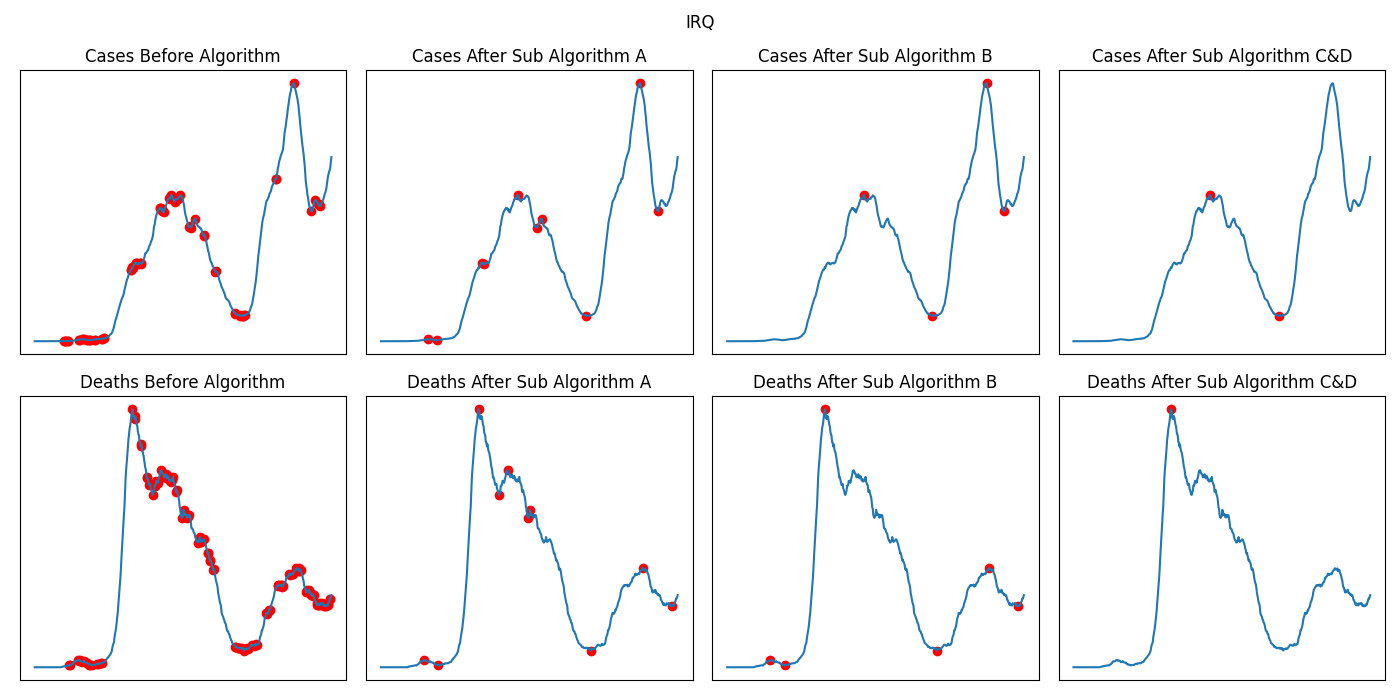 IRQ
Cases Before Algorithm
Cases After Sub Algorithm A
Cases After Sub Algorithm B
Cases After Sub Algorithm C&D
Deaths Before Algorithm
Deaths After Sub Algorithm A
Deaths After Sub Algorithm B
Deaths After Sub Algorithm C&D